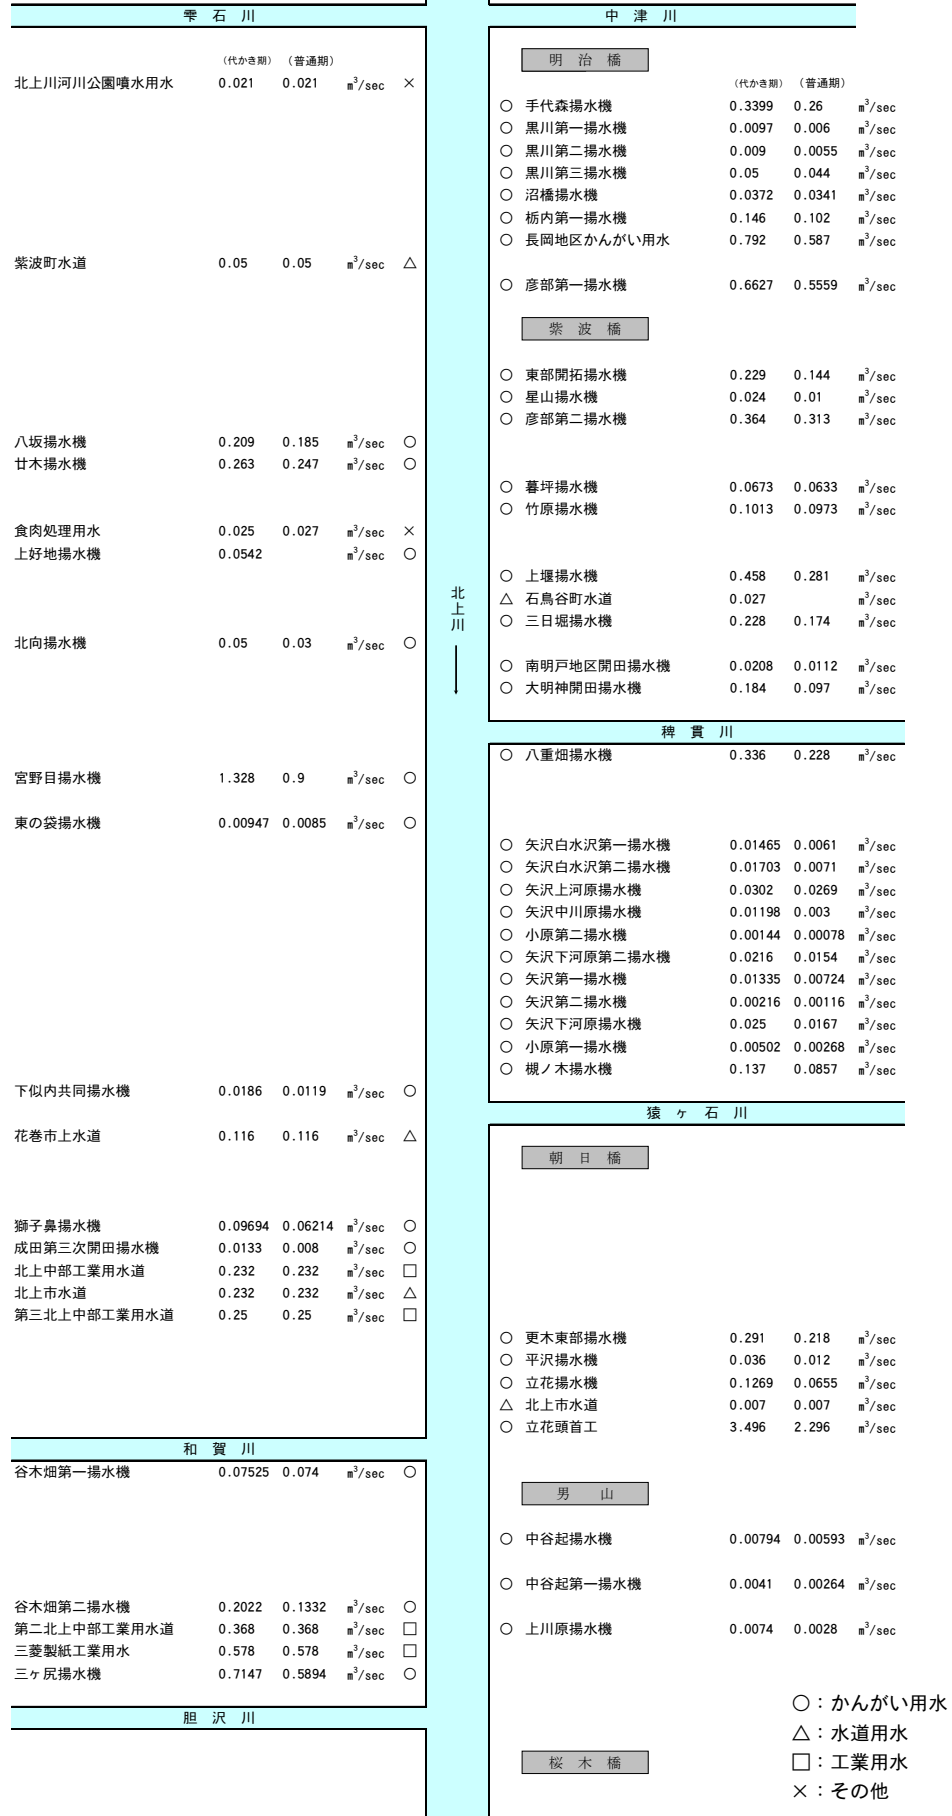 雫 石 川
(代かき期) (普通期)
北上川河川公園噴水用水 0.021 0.021 m³/sec ×
紫波町水道 0.05 0.05 m³/sec △
八坂揚水機 0.209 0.185 m³/sec ○
廿木揚水機 0.263 0.247 m³/sec ○
食肉処理用水 0.025 0.027 m³/sec ×
上好地揚水機 0.0542 m³/sec ○
北向揚水機 0.05 0.03 m³/sec ○
宮野目揚水機 1.328 0.9 m³/sec ○
東の袋揚水機 0.00947 0.0085 m³/sec ○
下似内共同揚水機 0.0186 0.0119 m³/sec ○
花巻市上水道 0.116 0.116 m³/sec △
獅子鼻揚水機 0.09694 0.06214 m³/sec ○
成田第三次開田揚水機 0.0133 0.008 m³/sec ○
北上中部工業用水道 0.232 0.232 m³/sec □
北上市水道 0.232 0.232 m³/sec △
第三北上中部工業用水道 0.25 0.25 m³/sec □
和 賀 川
谷木畑第一揚水機 0.07525 0.074 m³/sec ○
谷木畑第二揚水機 0.2022 0.1332 m³/sec ○
第二北上中部工業用水道 0.368 0.368 m³/sec □
三菱製紙工業用水 0.578 0.578 m³/sec □
三ヶ尻揚水機 0.7147 0.5894 m³/sec ○
胆 沢 川
北上川
中 津 川
明 治 橋
(代かき期) (普通期)
○ 手代森揚水機 0.3399 0.26 m³/sec
○ 黒川第一揚水機 0.0097 0.006 m³/sec
○ 黒川第二揚水機 0.009 0.0055 m³/sec
○ 黒川第三揚水機 0.05 0.044 m³/sec
○ 沼橋揚水機 0.0372 0.0341 m³/sec
○ 栃内第一揚水機 0.146 0.102 m³/sec
○ 長岡地区かんがい用水 0.792 0.587 m³/sec
○ 彦部第一揚水機 0.6627 0.5559 m³/sec
紫 波 橋
○ 東部開拓揚水機 0.229 0.144 m³/sec
○ 星山揚水機 0.024 0.01 m³/sec
○ 彦部第二揚水機 0.364 0.313 m³/sec
○ 暮坪揚水機 0.0673 0.0633 m³/sec
○ 竹原揚水機 0.1013 0.0973 m³/sec
○ 上堰揚水機 0.458 0.281 m³/sec
△ 石鳥谷町水道 0.027 m³/sec
○ 三日堀揚水機 0.228 0.174 m³/sec
○ 南明戸地区開田揚水機 0.0208 0.0112 m³/sec
○ 大明神開田揚水機 0.184 0.097 m³/sec
稗 貫 川
○ 八重畑揚水機 0.336 0.228 m³/sec
○ 矢沢白水沢第一揚水機 0.01465 0.0061 m³/sec
○ 矢沢白水沢第二揚水機 0.01703 0.0071 m³/sec
○ 矢沢上河原揚水機 0.0302 0.0269 m³/sec
○ 矢沢中川原揚水機 0.01198 0.003 m³/sec
○ 小原第二揚水機 0.00144 0.00078 m³/sec
○ 矢沢下河原第二揚水機 0.0216 0.0154 m³/sec
○ 矢沢第一揚水機 0.01335 0.00724 m³/sec
○ 矢沢第二揚水機 0.00216 0.00116 m³/sec
○ 矢沢下河原揚水機 0.025 0.0167 m³/sec
○ 小原第一揚水機 0.00502 0.00268 m³/sec
○ 槻ノ木揚水機 0.137 0.0857 m³/sec
猿 ヶ 石 川
朝 日 橋
○ 更木東部揚水機 0.291 0.218 m³/sec
○ 平沢揚水機 0.036 0.012 m³/sec
○ 立花揚水機 0.1269 0.0655 m³/sec
△ 北上市水道 0.007 0.007 m³/sec
○ 立花頭首工 3.496 2.296 m³/sec
男 山
○ 中谷起揚水機 0.00794 0.00593 m³/sec
○ 中谷起第一揚水機 0.0041 0.00264 m³/sec
○ 上川原揚水機 0.0074 0.0028 m³/sec
桜 木 橋
○：かんがい用水
△：水道用水
□：工業用水
×：その他